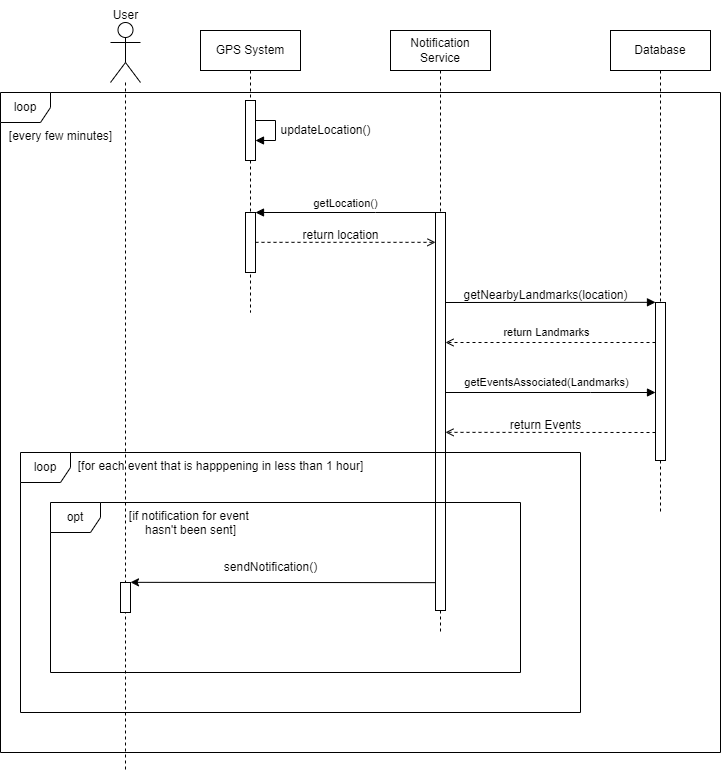 User
GPS System
Notification
Service
Database
loop
[every few minutes]
updateLocation()
getLocation()
return location
getNearbyLandmarks(location)
return Landmarks
getEventsAssociated(Landmarks)
return Events
loop
[for each event that is happpening in less than 1 hour]
opt
[if notification for event
hasn't been sent]
sendNotification()